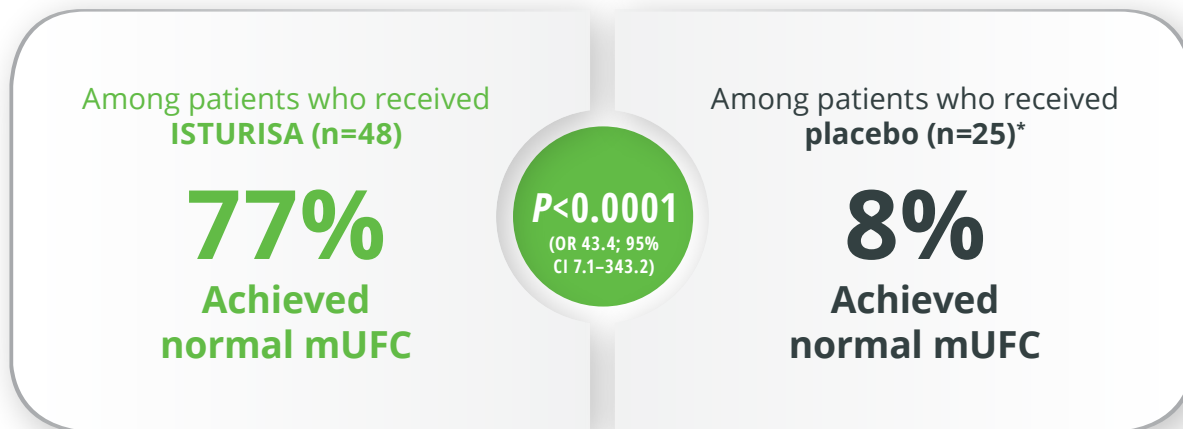 Among patients who received
ISTURISA (n=48)
77%
Achieved
normal mUFC
P<0.0001
(OR 43.4; 95%
CI 7.1–343.2)
Among patients who received
placebo (n=25)*
8%
Achieved
normal mUFC